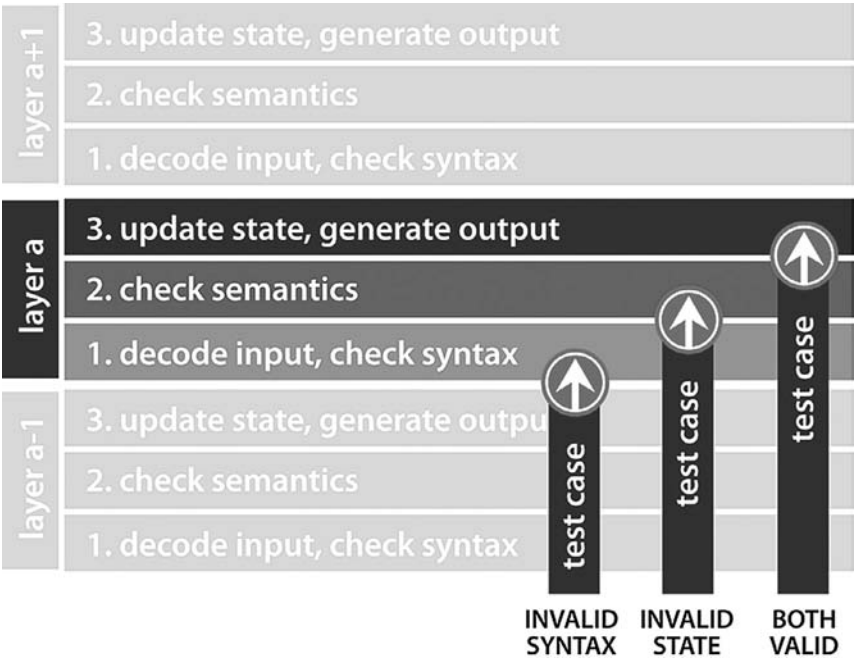 layer a+1
3. update state, generate output
2. check semantics
1. decode input, check syntax
layer a
3. update state, generate output
2. check semantics
1. decode input, check syntax
layer a-1
3. update state, generate outpu
2. check semantics
1. decode input, check syntax
test case
test case
test case
INVALID SYNTAX
INVALID STATE
BOTH VALID